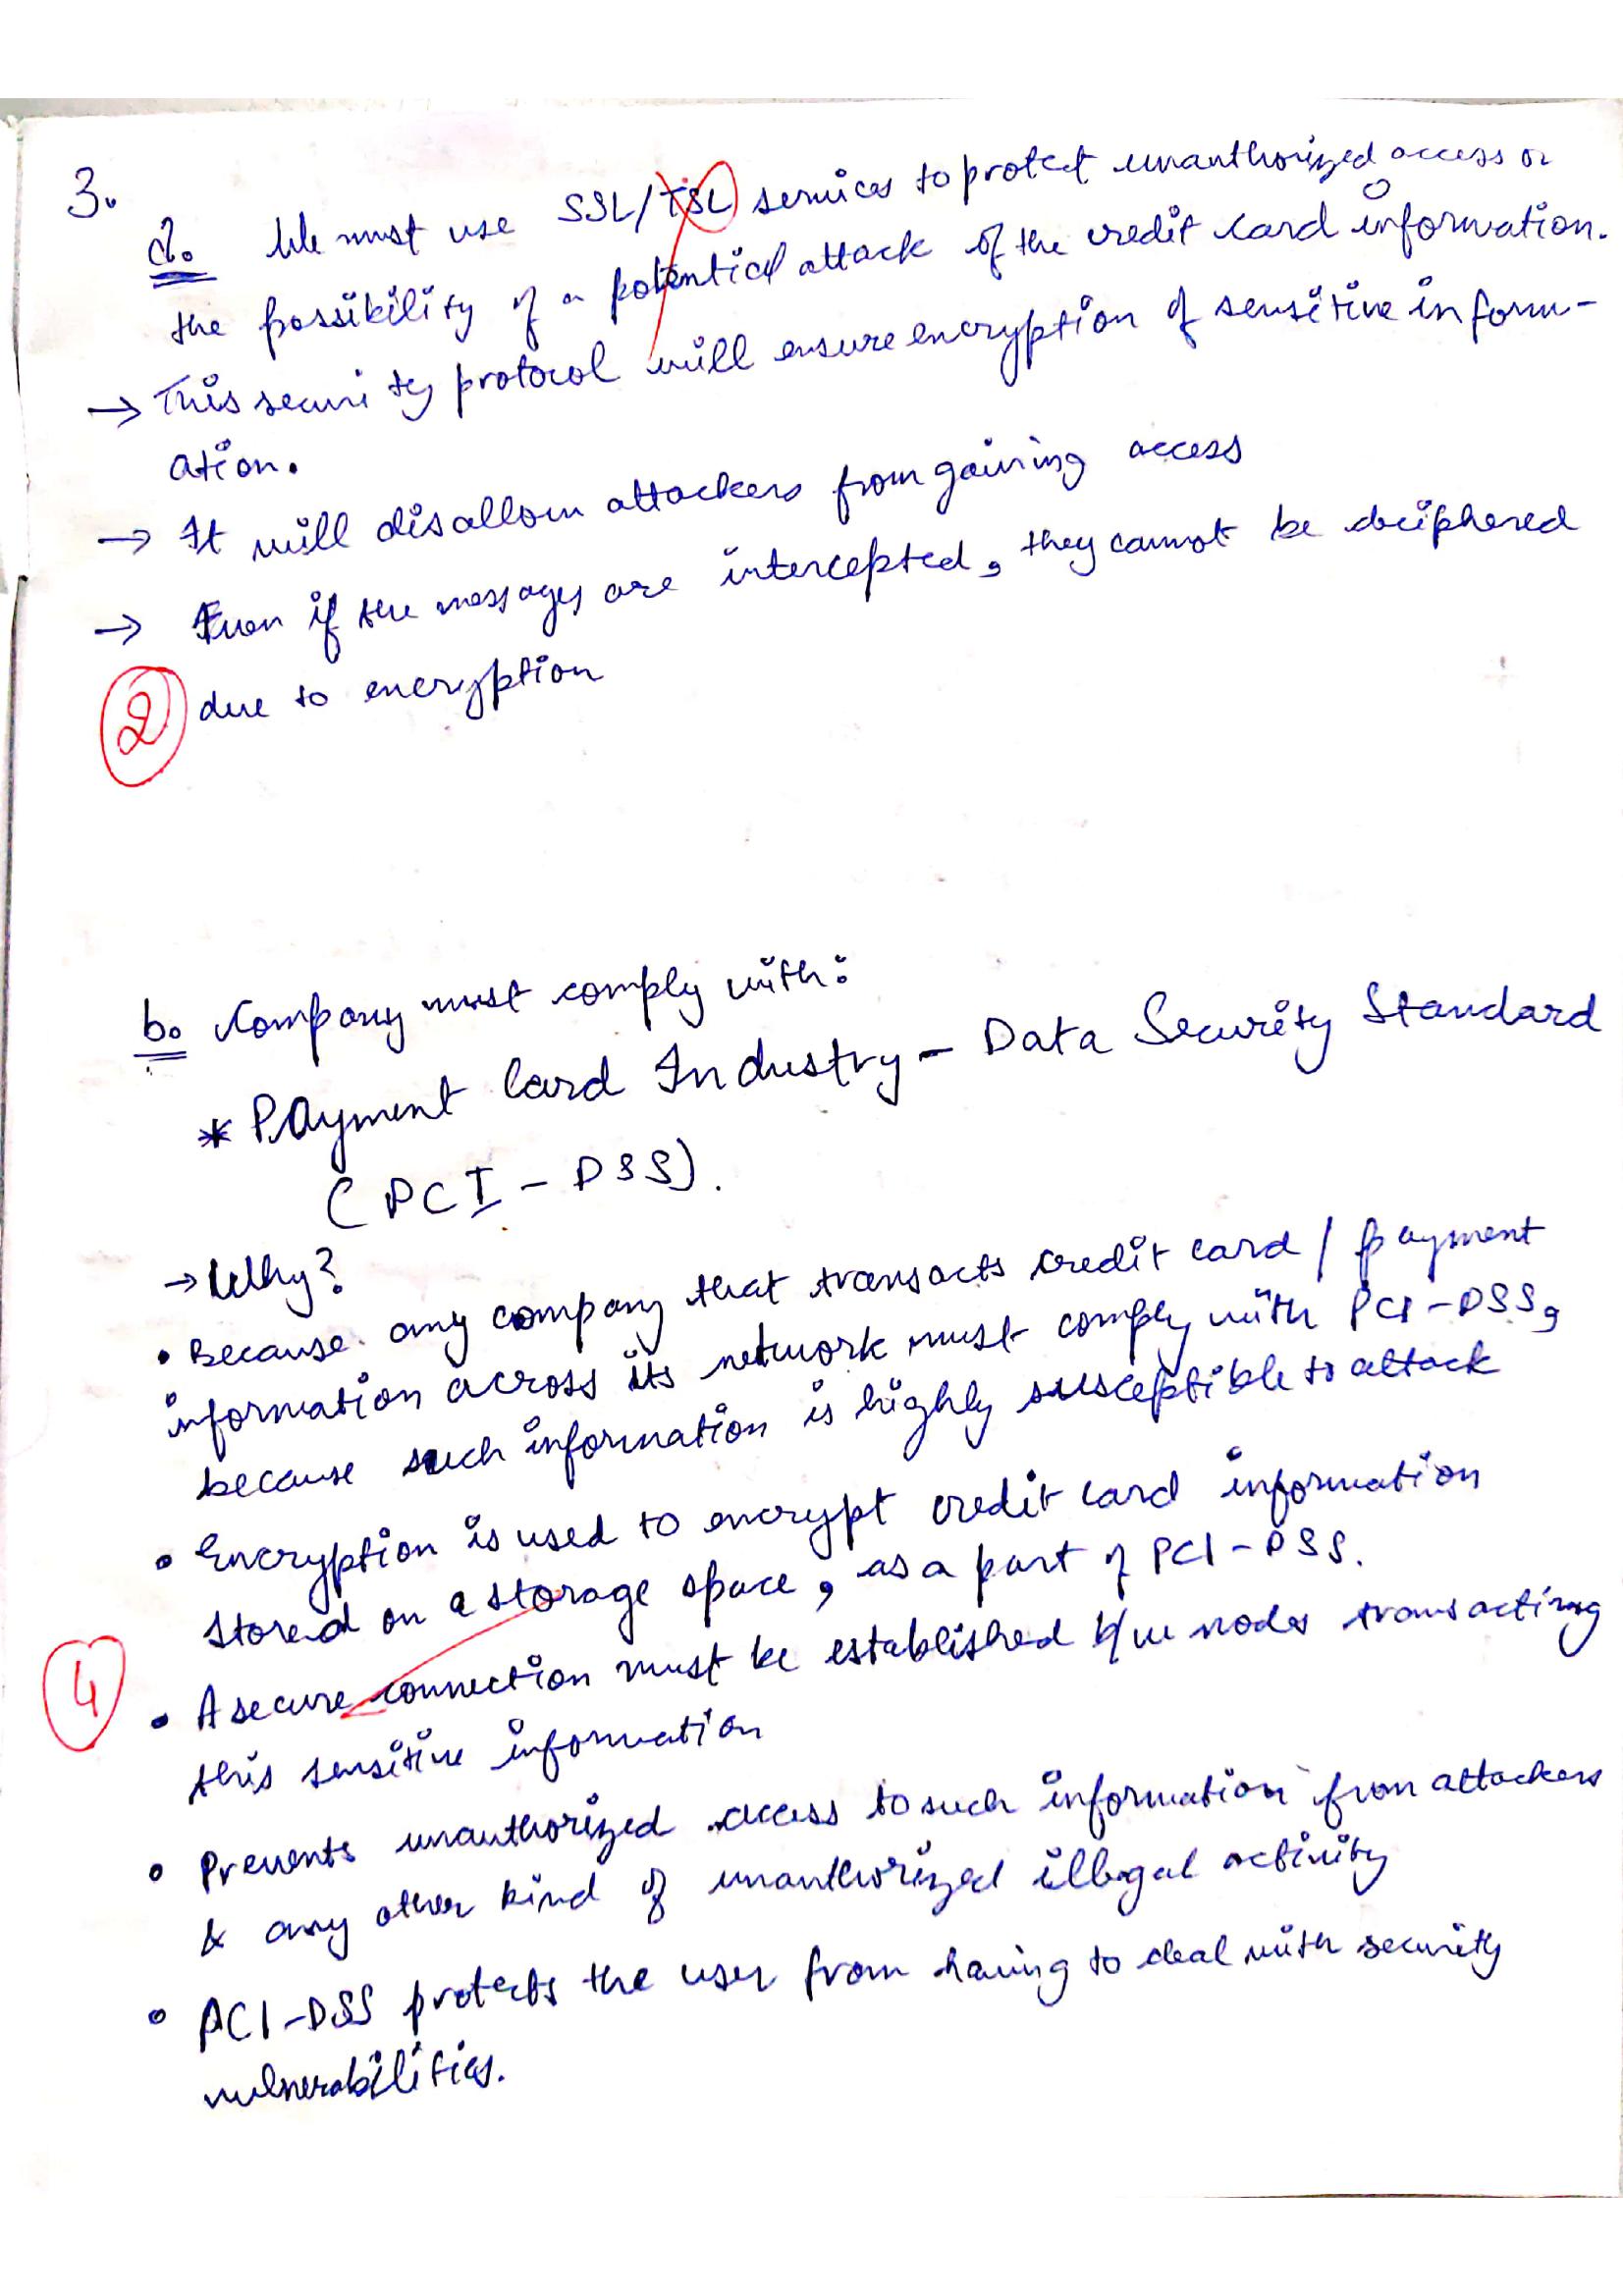 3.
a. We must use SSL/TSL services to protect unauthorized access or
the possibility of a potential attack of the credit card information.
→ This security protocol will ensure encryption of sensitive inform-
ation.
→ It will disallow attackers from gaining access
→ Even if the messages are intercepted, they cannot be deciphered
due to encryption
2
b. Company must comply with:
* Payment Card Industry - Data Security Standard
(PCI - DSS).
→ Why?
• Because any company that transacts credit card / payment
information across its network must comply with PCI-DSS,
because such information is highly susceptible to attack
• Encryption is used to encrypt credit card information
stored on a storage space, as a part of PCI-DSS.
4
• A secure connection must be established b/w nodes transacting
this sensitive information
• Prevents unauthorized access to such information from attackers
& any other kind of unauthorized illegal activity
• PCI-DSS protects the user from having to deal with security
vulnerabilities.